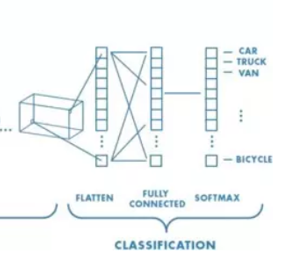 CAR
TRUCK
VAN
BICYCLE
FLATTEN
FULLY
CONNECTED
SOFTMAX
CLASSIFICATION